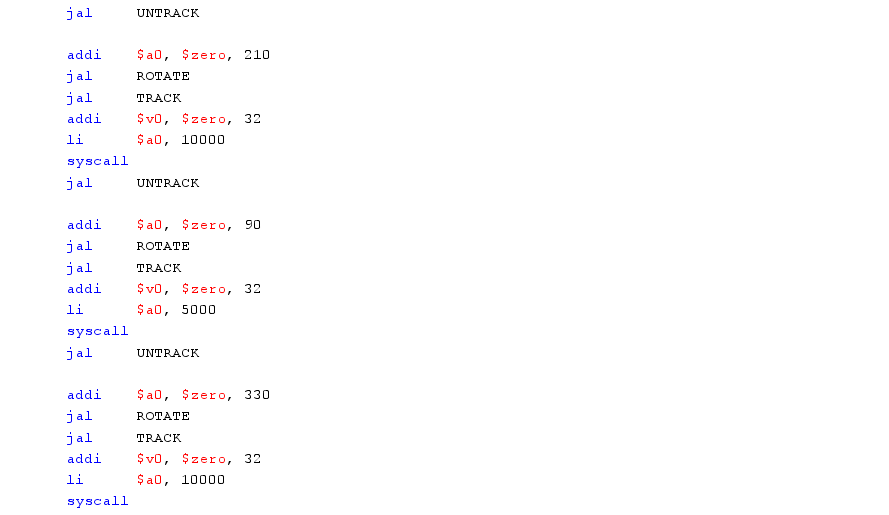 jal UNTRACK
addi $a0, $zero, 210
jal ROTATE
jal TRACK
addi $v0, $zero, 32
li $a0, 10000
syscall
jal UNTRACK
addi $a0, $zero, 90
jal ROTATE
jal TRACK
addi $v0, $zero, 32
li $a0, 5000
syscall
jal UNTRACK
addi $a0, $zero, 330
jal ROTATE
jal TRACK
addi $v0, $zero, 32
li $a0, 10000
syscall